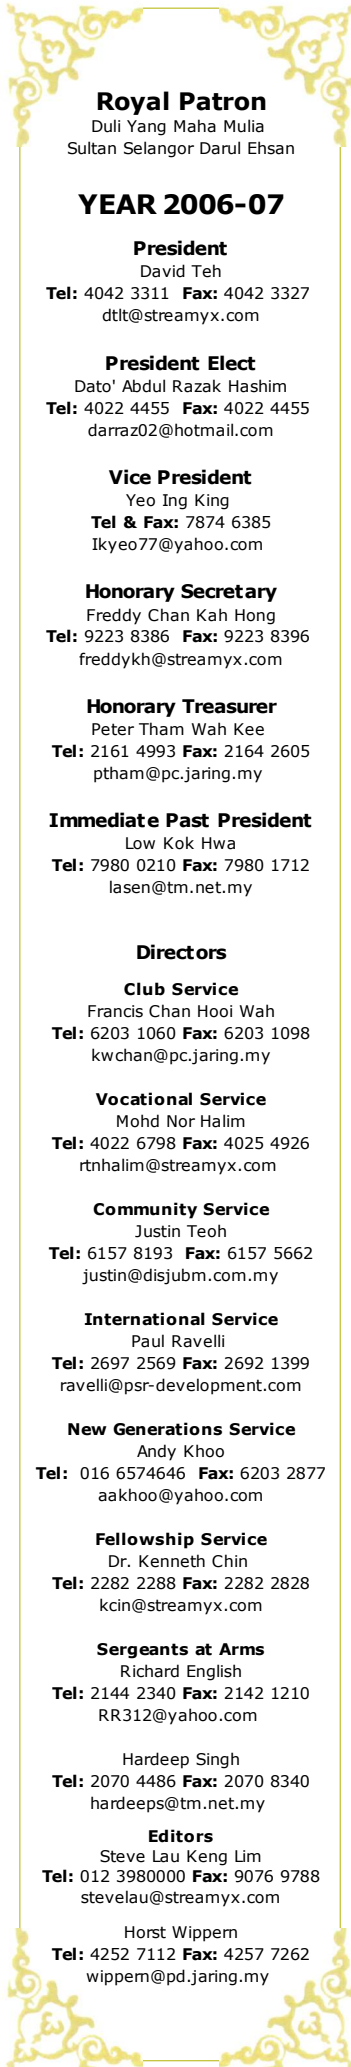 Royal Patron
Duli Yang Maha Mulia
Sultan Selangor Darul Ehsan
YEAR 2006-07
President
David Teh
Tel: 4042 3311 Fax: 4042 3327
dtlt@streamyx.com
President Elect
Dato' Abdul Razak Hashim
Tel: 4022 4455 Fax: 4022 4455
darraz02@hotmail.com
Vice President
Yeo Ing King
Tel & Fax: 7874 6385
Ikyeo77@yahoo.com
Honorary Secretary
Freddy Chan Kah Hong
Tel: 9223 8386 Fax: 9223 8396
freddykh@streamyx.com
Honorary Treasurer
Peter Tham Wah Kee
Tel: 2161 4993 Fax: 2164 2605
ptham@pc.jaring.my
Immediate Past President
Low Kok Hwa
Tel: 7980 0210 Fax: 7980 1712
lasen@tm.net.my
Directors
Club Service
Francis Chan Hooi Wah
Tel: 6203 1060 Fax: 6203 1098
kwchan@pc.jaring.my
Vocational Service
Mohd Nor Halim
Tel: 4022 6798 Fax: 4025 4926
rtnhalim@streamyx.com
Community Service
Justin Teoh
Tel: 6157 8193 Fax: 6157 5662
justin@disjubm.com.my
International Service
Paul Ravelli
Tel: 2697 2569 Fax: 2692 1399
ravelli@psr-development.com
New Generations Service
Andy Khoo
Tel: 016 6574646 Fax: 6203 2877
aakhoo@yahoo.com
Fellowship Service
Dr. Kenneth Chin
Tel: 2282 2288 Fax: 2282 2828
kcin@streamyx.com
Sergeants at Arms
Richard English
Tel: 2144 2340 Fax: 2142 1210
RR312@yahoo.com
Hardeep Singh
Tel: 2070 4486 Fax: 2070 8340
hardeeps@tm.net.my
Editors
Steve Lau Keng Lim
Tel: 012 3980000 Fax: 9076 9788
stevelau@streamyx.com
Horst Wippern
Tel: 4252 7112 Fax: 4257 7262
wippern@pd.jaring.my